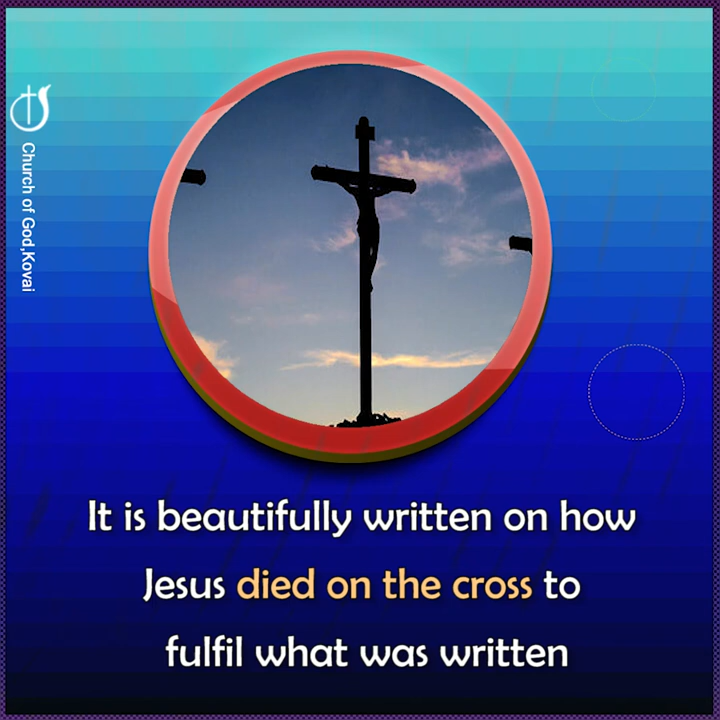 Church of God,Kovai
It is beautifully written on how
Jesus died on the cross to
fulfil what was written